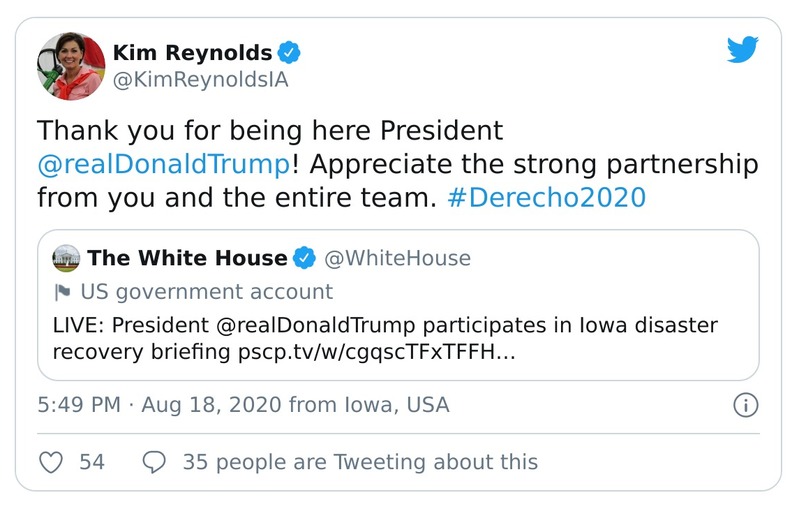 Kim Reynolds
@KimReynoldsIA
Thank you for being here President
@realDonaldTrump! Appreciate the strong partnership
from you and the entire team. #Derecho2020
The White House @WhiteHouse
US government account
LIVE: President @realDonaldTrump participates in Iowa disaster
recovery briefing pscp.tv/w/cgqscTFxTFFH…
5:49 PM · Aug 18, 2020 from Iowa, USA
54 35 people are Tweeting about this